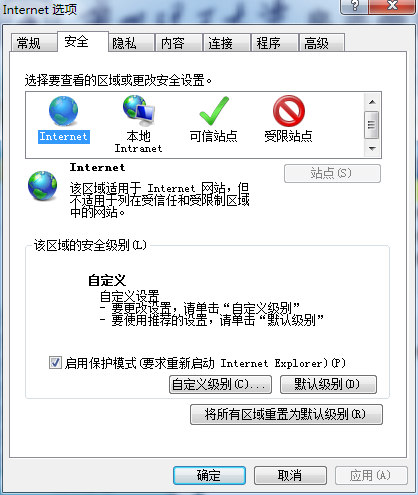 Internet 选项
常规 安全 隐私 内容 连接 程序 高级
选择要查看的区域或更改安全设置。
Internet 本地 Intranet 可信站点 受限站点
Internet
站点(S)
该区域适用于 Internet 网站，但
不适用于列在受信任和受限制区域
中的网站。
该区域的安全级别(L)
自定义
自定义设置
- 要更改设置，请单击“自定义级别”
- 要使用推荐的设置，请单击“默认级别”
启用保护模式(要求重新启动 Internet Explorer)(P)
自定义级别(C)... 默认级别(D)
将所有区域重置为默认级别(R)
确定 取消 应用(A)